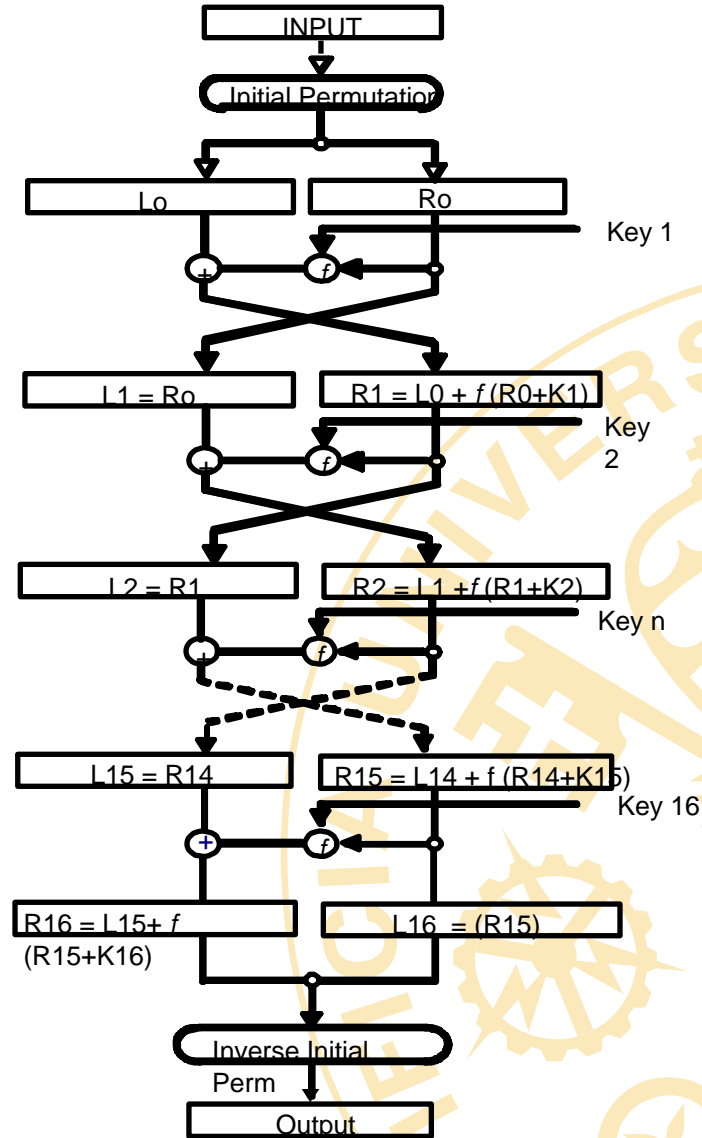 INPUT
Initial Permutation
Lo
Ro
Key 1
+
f
L1 = Ro
R1 = L0 + f (R0+K1)
Key
2
+
f
L2 = R1
R2 = L1 +f (R1+K2)
Key n
+
f
L15 = R14
R15 = L14 + f (R14+K15)
Key 16
+
f
R16 = L15+ f
(R15+K16)
L16 = (R15)
Inverse Initial
Perm
Output
UNIVERS
IFICIA